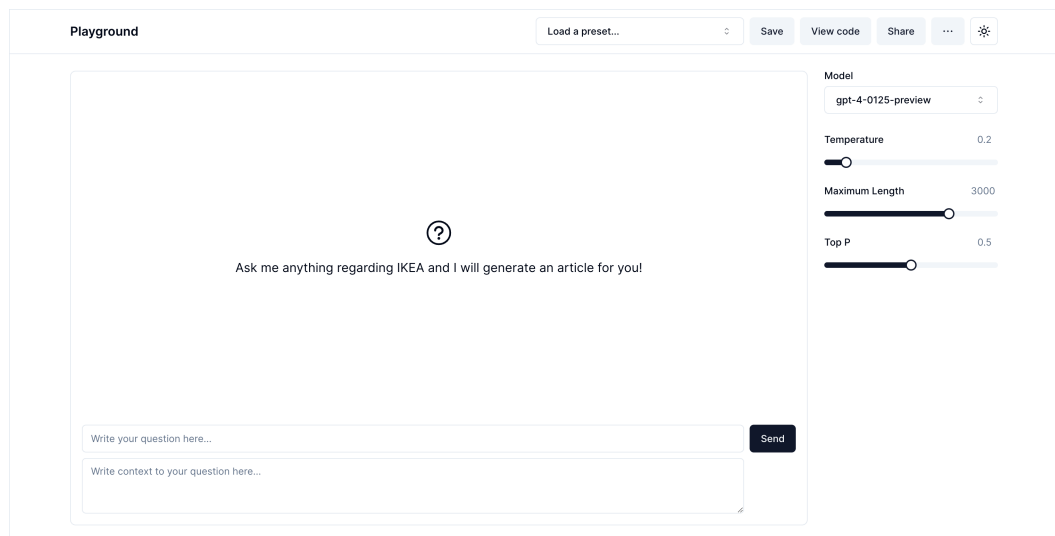 Playground
Load a preset...
Save
View code
Share
...
Model
gpt-4-0125-preview
Temperature 0.2
Maximum Length 3000
Top P 0.5
?
Ask me anything regarding IKEA and I will generate an article for you!
Write your question here...
Send
Write context to your question here...